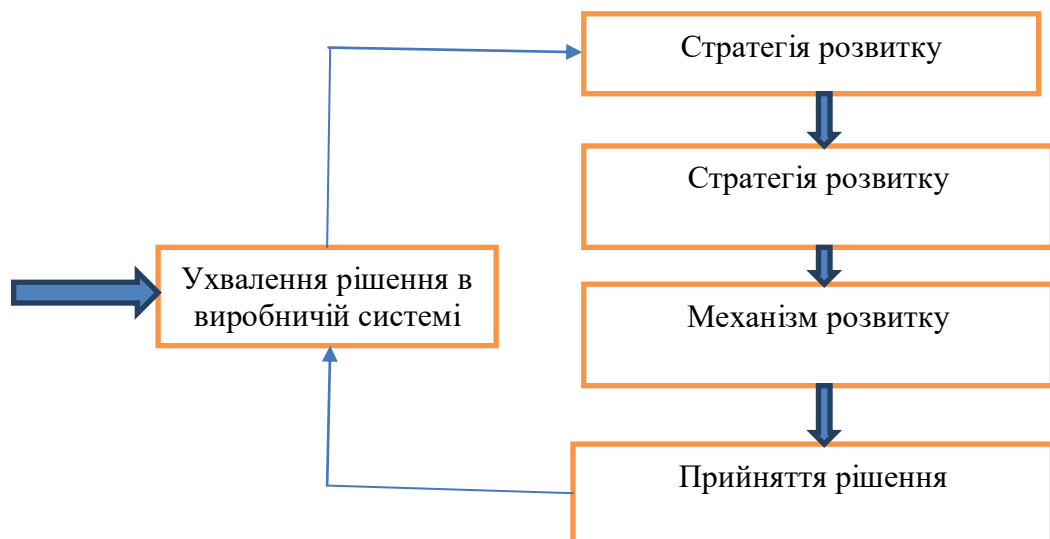 Стратегія розвитку
Стратегія розвитку
Ухвалення рішення в
виробничій системі
Механізм розвитку
Прийняття рішення